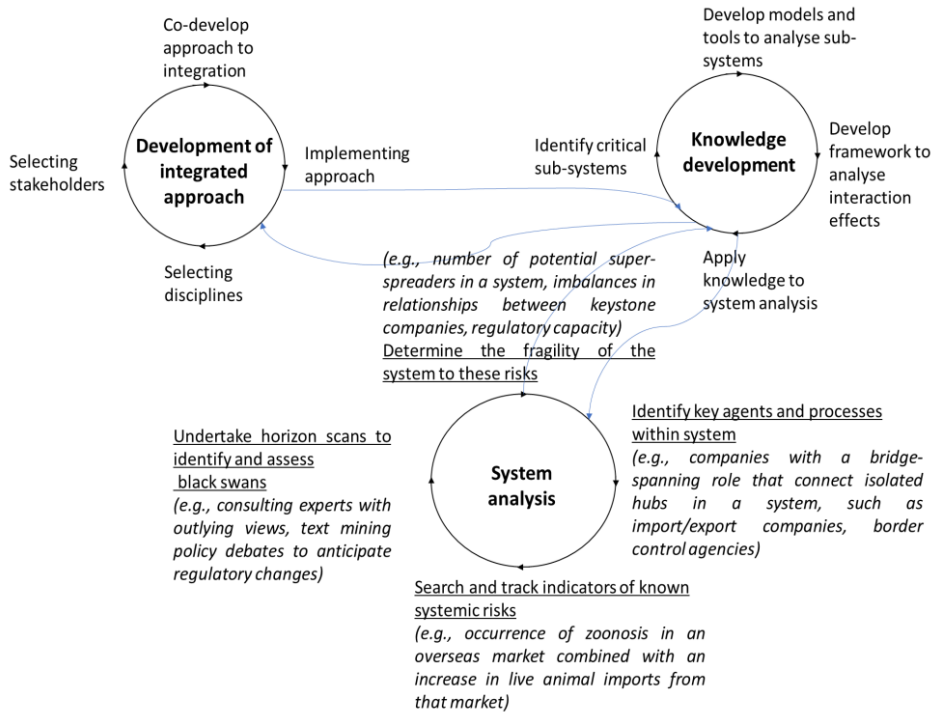 Co-develop
approach to
integration
Development of
integrated
approach
Selecting
stakeholders
Implementing
approach
Selecting
disciplines
Develop models and
tools to analyse sub-
systems
Knowledge
development
Identify critical
sub-systems
Develop
framework to
analyse
interaction
effects
Apply
knowledge to
system analysis
(e.g., number of potential super-
spreaders in a system, imbalances in
relationships between keystone
companies, regulatory capacity)
Determine the fragility of the
system to these risks
System
analysis
Identify key agents and processes
within system
(e.g., companies with a bridge-
spanning role that connect isolated
hubs in a system, such as
import/export companies, border
control agencies)
Undertake horizon scans to
identify and assess
black swans
(e.g., consulting experts with
outlying views, text mining
policy debates to anticipate
regulatory changes)
Search and track indicators of known
systemic risks
(e.g., occurrence of zoonosis in an
overseas market combined with an
increase in live animal imports from
that market)